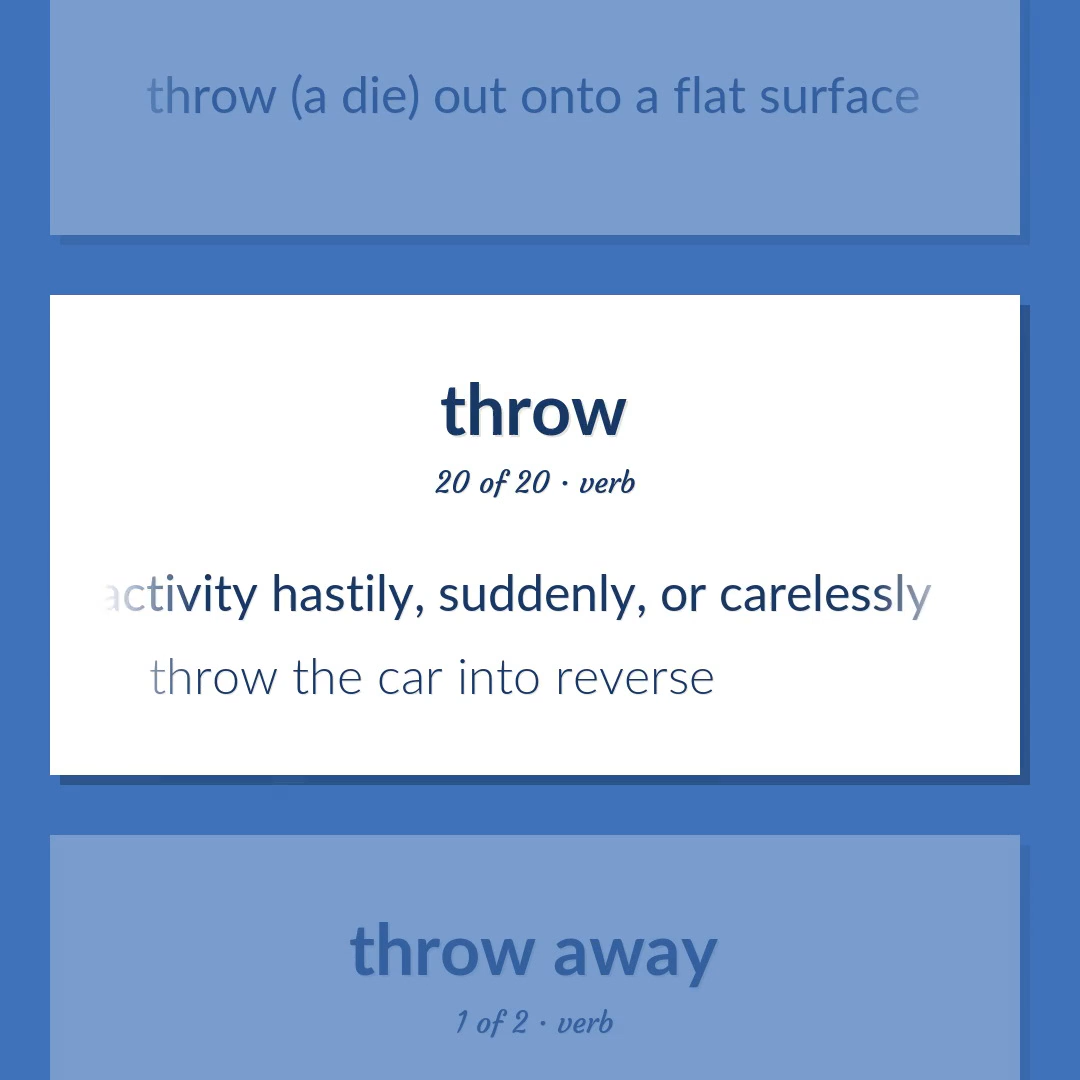 throw (a die) out onto a flat surface
throw
20 of 20 · verb
activity hastily, suddenly, or carelessly
throw the car into reverse
throw away
1 of 2 · verb